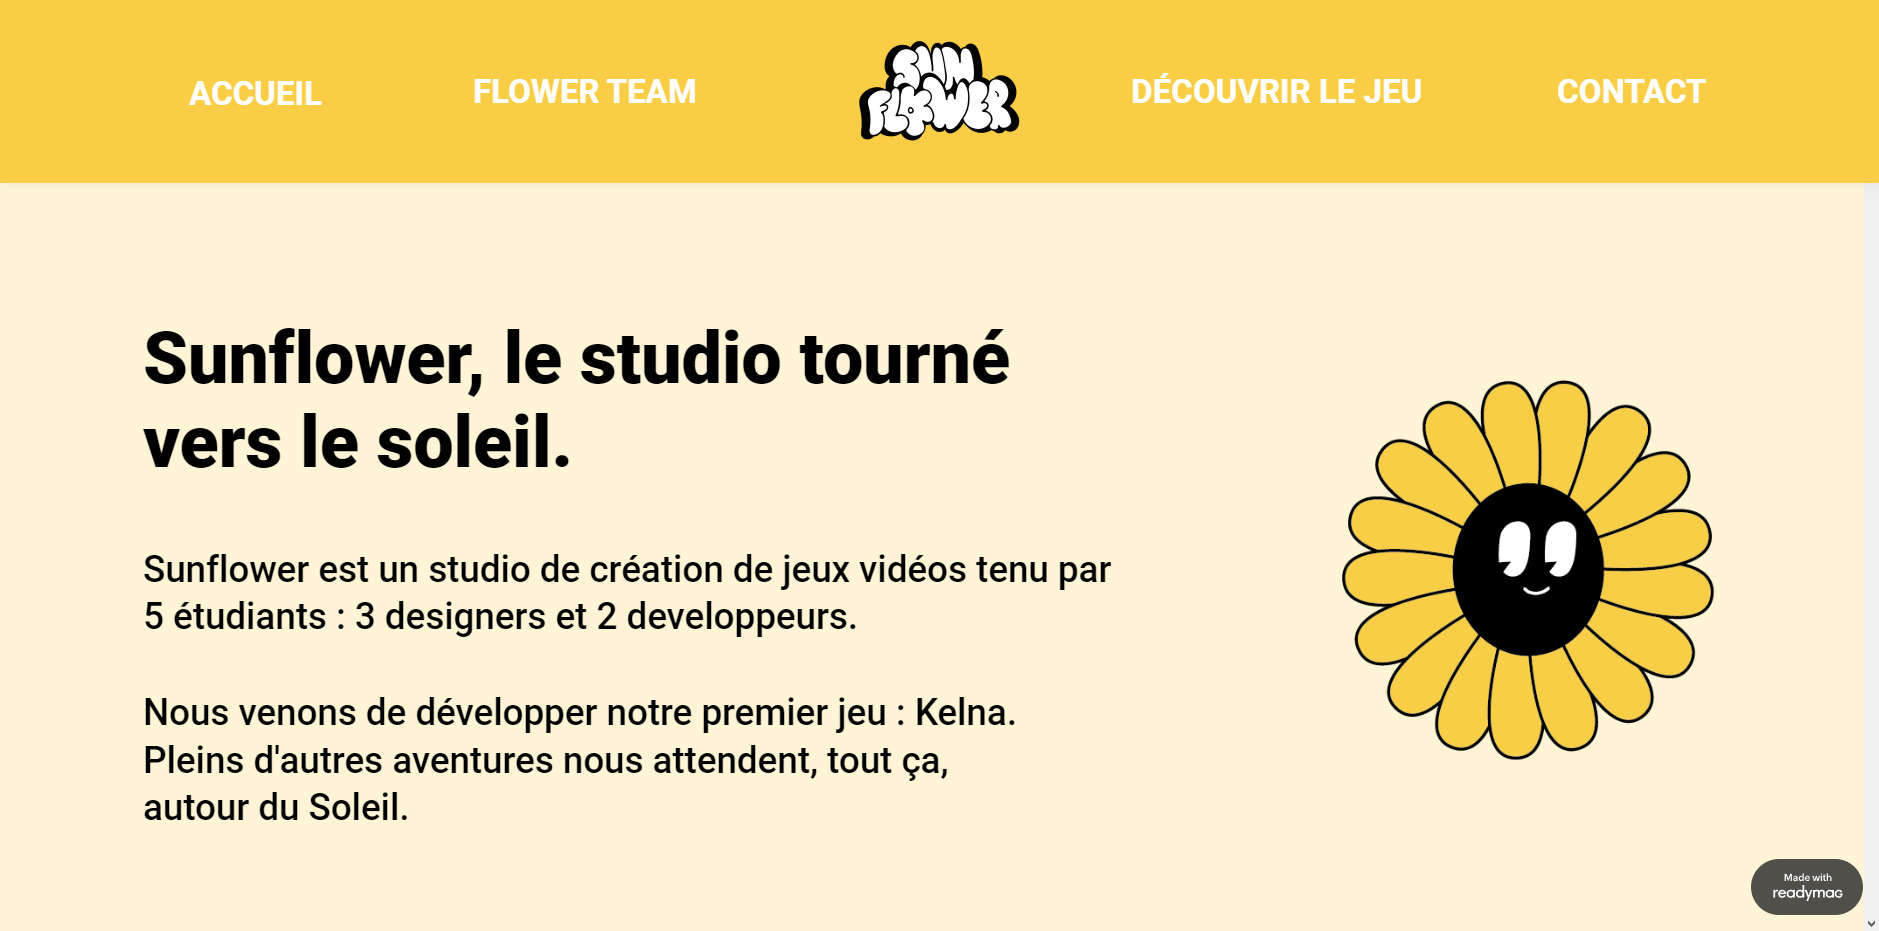 ACCUEIL
FLOWER TEAM
SUN
FLOWER
DÉCOUVRIR LE JEU
CONTACT
Sunflower, le studio tourné
vers le soleil.
Sunflower est un studio de création de jeux vidéos tenu par
5 étudiants : 3 designers et 2 developpeurs.
Nous venons de développer notre premier jeu : Kelna.
Pleins d'autres aventures nous attendent, tout ça,
autour du Soleil.
Made with
readymag